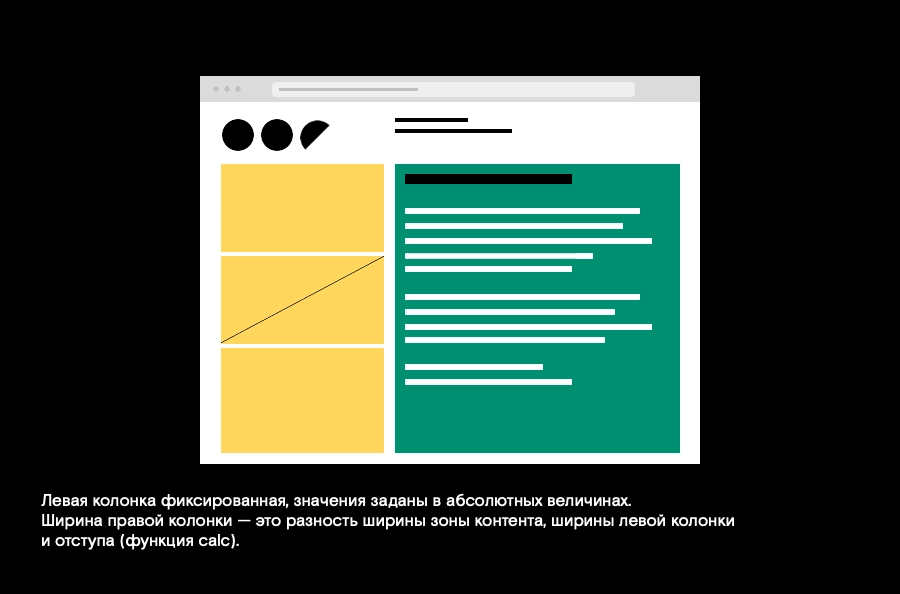 Левая колонка фиксированная, значения заданы в абсолютных величинах.
Ширина правой колонки — это разность ширины зоны контента, ширины левой колонки
и отступа (функция calc).